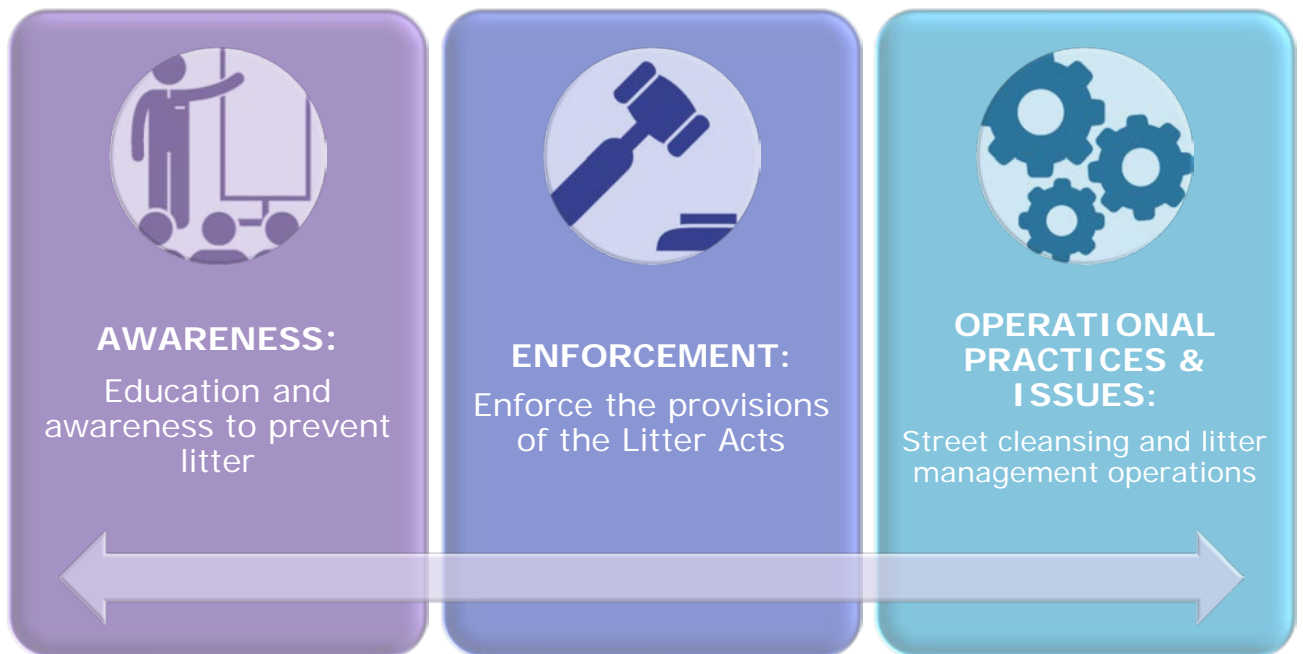 AWARENESS:
Education and
awareness to prevent
litter
ENFORCEMENT:
Enforce the provisions
of the Litter Acts
OPERATIONAL
PRACTICES &
ISSUES:
Street cleansing and litter
management operations